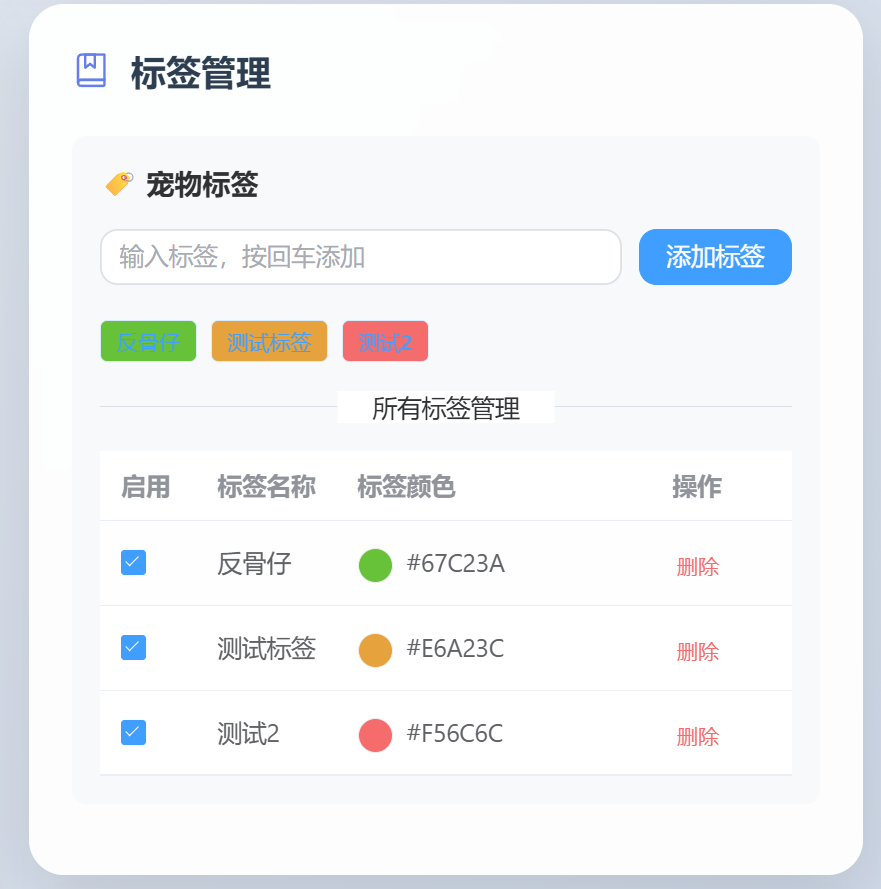 标签管理
宠物标签
输入标签，按回车添加 添加标签
反骨仔 测试标签 测试2
所有标签管理
启用 标签名称 标签颜色 操作
反骨仔 #67C23A 删除
测试标签 #E6A23C 删除
测试2 #F56C6C 删除